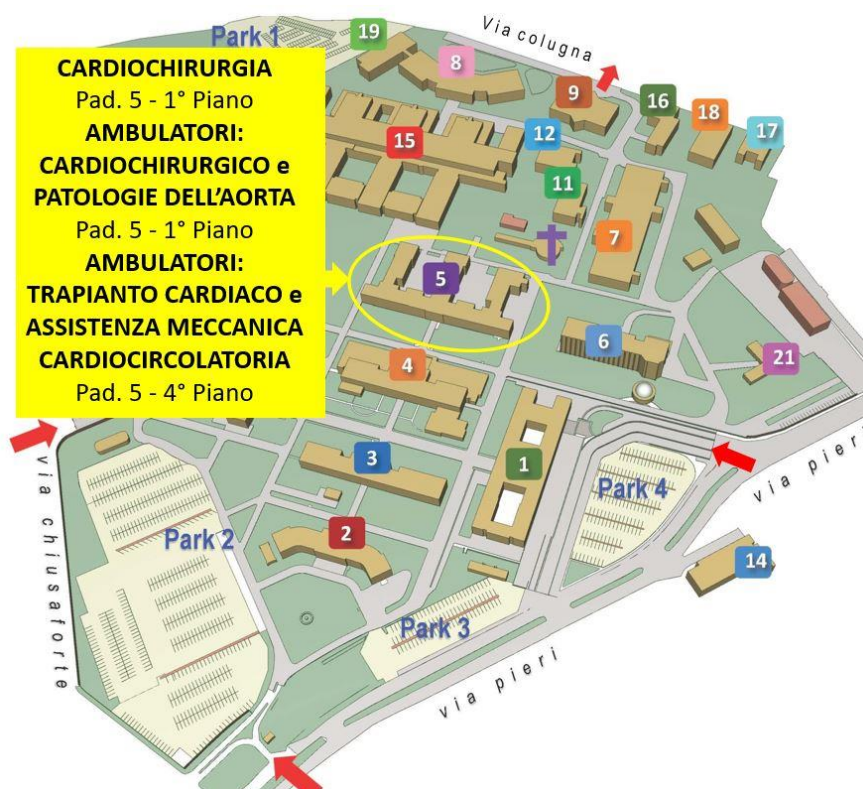 Park 1
19
8
Via colugna
9
16
18
17
CARDIOCHIRURGIA
Pad. 5 - 1° Piano
AMBULATORI:
CARDIOCHIRURGICO e
PATOLOGIE DELL'AORTA
Pad. 5 - 1° Piano
AMBULATORI:
TRAPIANTO CARDIACO e
ASSISTENZA MECCANICA
CARDIOCIRCOLATORIA
Pad. 5 - 4° Piano
15
12
11
7
5
6
21
4
3
1
Park 4
via pieri
via chiusaforte
Park 2
2
14
Park 3
via pieri